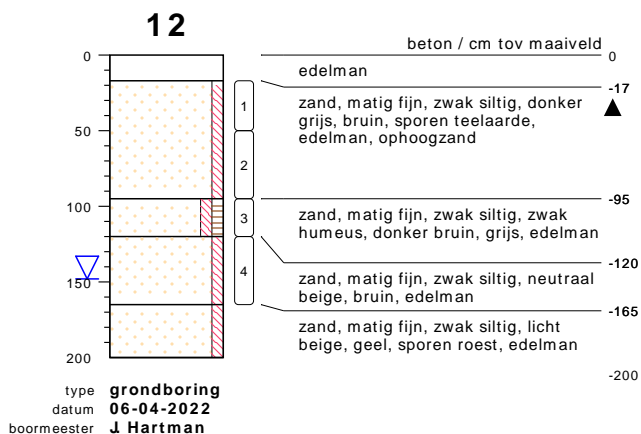 12
beton / cm tov maaiveld
0
0
edelman
-17
zand, matig fijn, zwak siltig, donker
grijs, bruin, sporen teelaarde,
edelman, ophoogzand
1
50
2
-95
100
3
zand, matig fijn, zwak siltig, zwak
humeus, donker bruin, grijs, edelman
-120
zand, matig fijn, zwak siltig, neutraal
beige, bruin, edelman
4
150
-165
zand, matig fijn, zwak siltig, licht
beige, geel, sporen roest, edelman
200
-200
type grondboring
datum 06-04-2022
boormeester J. Hartman